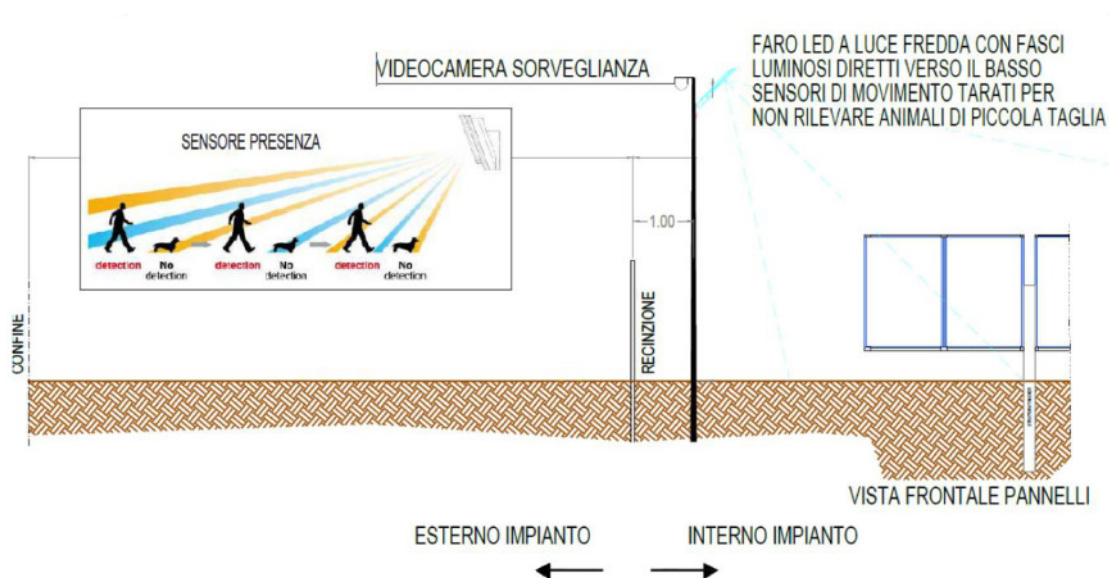 FARO LED A LUCE FREDDA CON FASCI
LUMINOSI DIRETTI VERSO IL BASSO
SENSORI DI MOVIMENTO TARATI PER
NON RILEVARE ANIMALI DI PICCOLA TAGLIA
VIDEOCAMERA SORVEGLIANZA
SENSORE PRESENZA
detection No detection No detection No
detection detection detection
1.00
CONFINE
RECINZIONE
VISTA FRONTALE PANNELLI
ESTERNO IMPIANTO INTERNO IMPIANTO